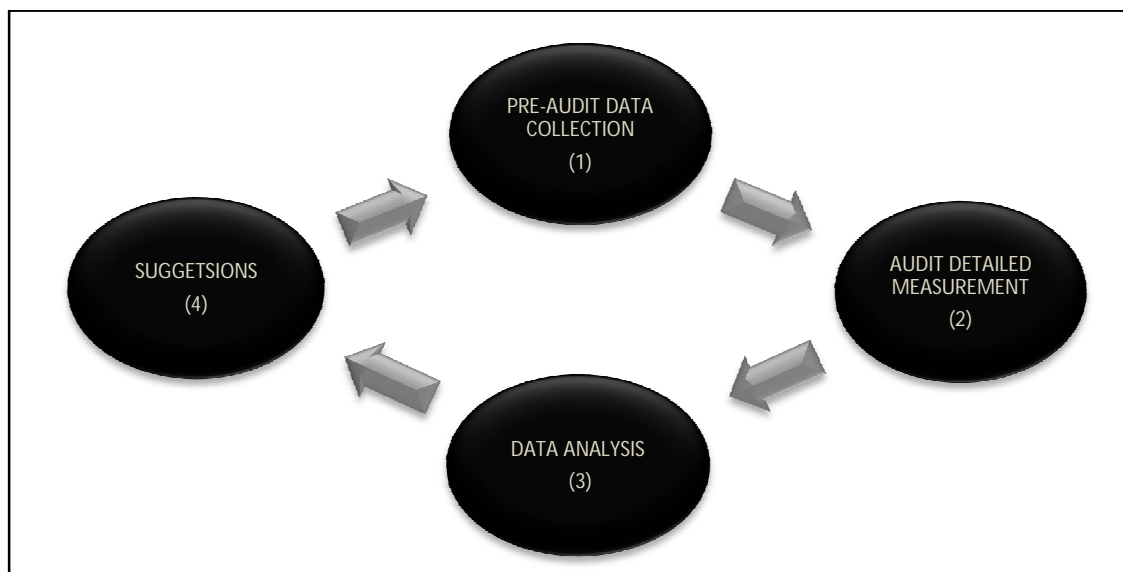 PRE-AUDIT DATA
COLLECTION
(1)
AUDIT DETAILED
MEASUREMENT
(2)
DATA ANALYSIS
(3)
SUGGETSIONS
(4)